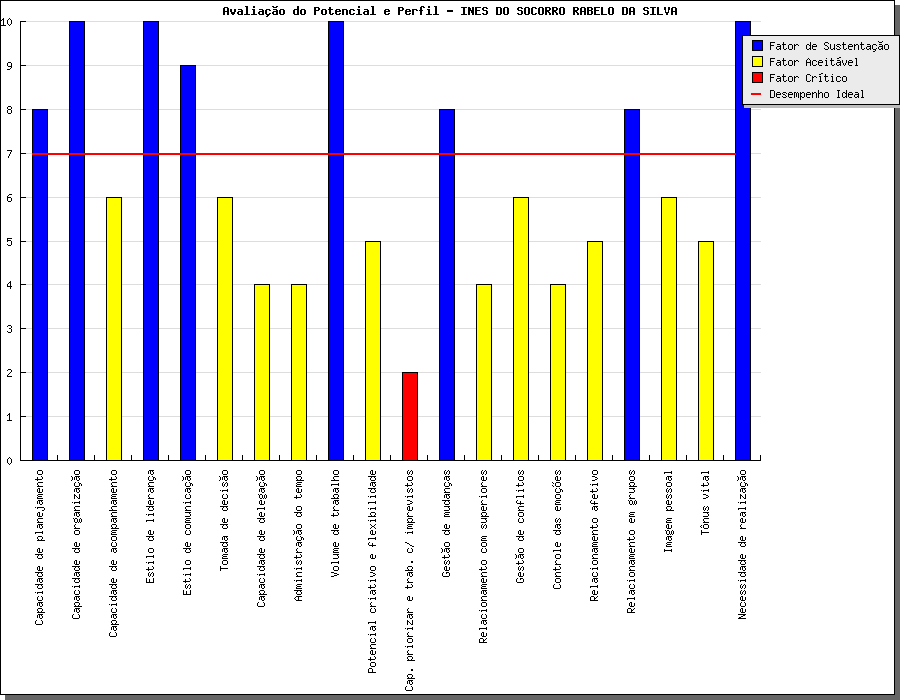 Avaliação do Potencial e Perfil - INES DO SOCORRO RABELO DA SILVA
Fator de Sustentação
Fator Aceitável
Fator Crítico
Desempenho Ideal
10
9
8
7
6
5
4
3
2
1
0
Capacidade de planejamento
Capacidade de organização
Capacidade de acompanhamento
Estilo de liderança
Estilo de comunicação
Tomada de decisão
Capacidade de delegação
Administração do tempo
Volume de trabalho
Potencial criativo e flexibilidade
Cap. priorizar e trab. c/ imprevistos
Gestão de mudanças
Relacionamento com superiores
Gestão de conflitos
Controle das emoções
Relacionamento afetivo
Relacionamento em grupos
Imagem pessoal
Tônus vital
Necessidade de realização